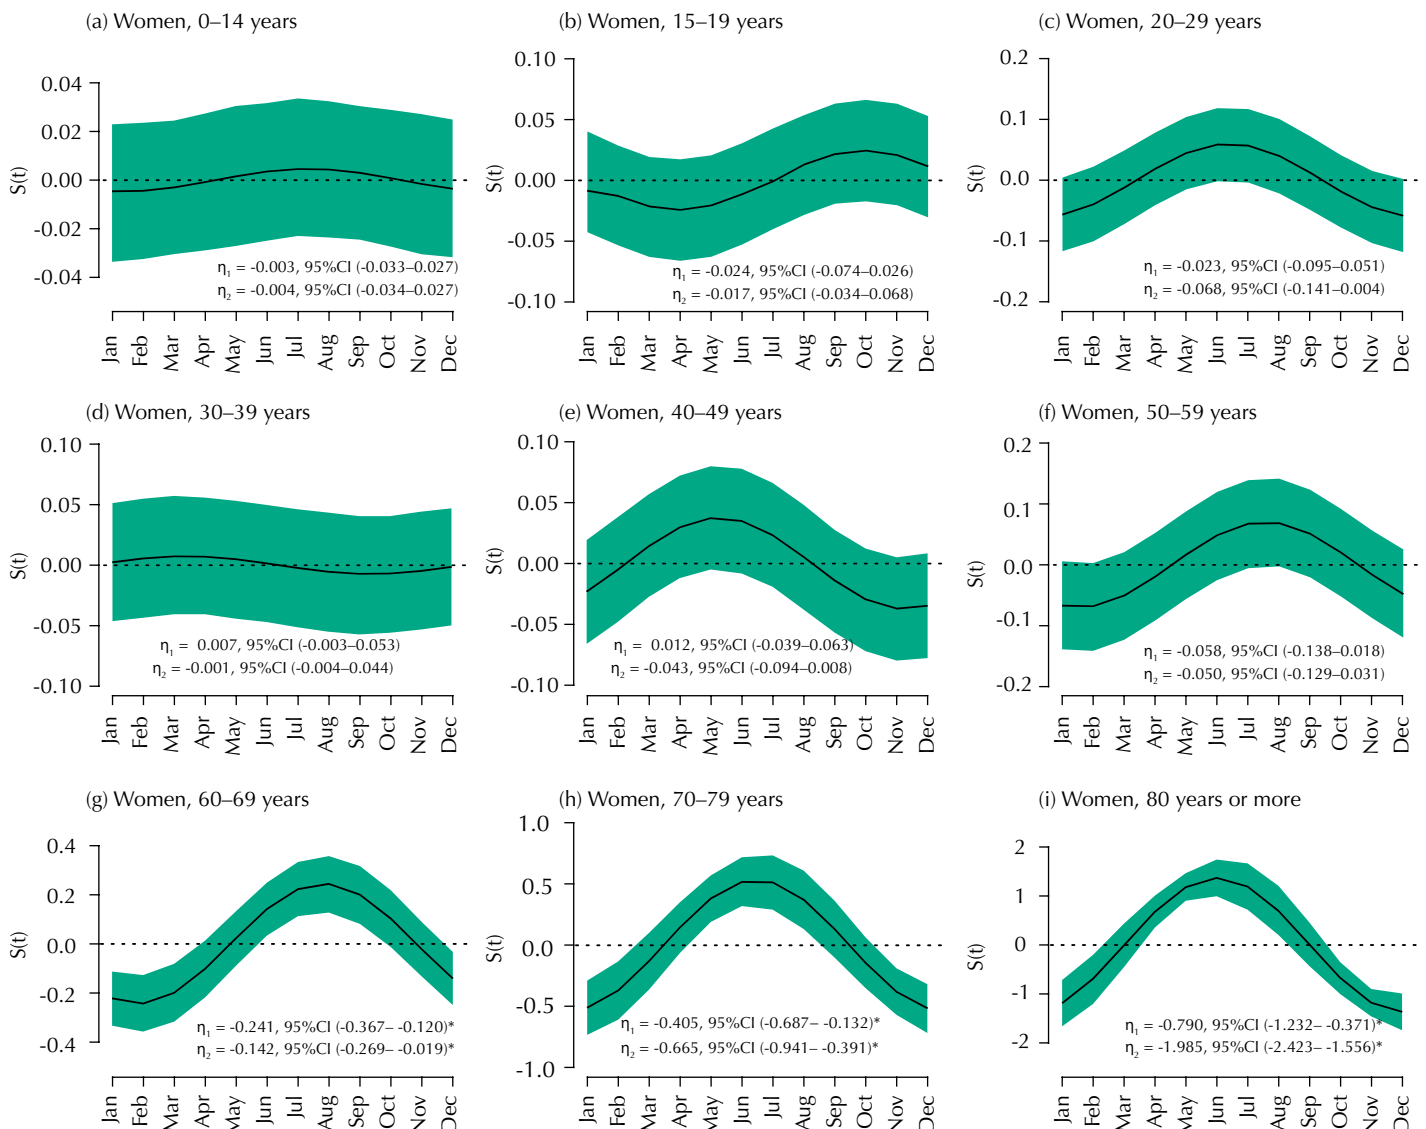 (a) Women, 0–14 years
0.04
0.02
0.00
-0.02
-0.04
S(t)
η1 = -0.003, 95%CI (-0.033–0.027)
η2 = -0.004, 95%CI (-0.034–0.027)
Jan Feb Mar Apr May Jun Jul Aug Sep Oct Nov Dec
(b) Women, 15–19 years
0.10
0.05
0.00
-0.05
-0.10
S(t)
η1 = -0.024, 95%CI (-0.074–0.026)
η2 = -0.017, 95%CI (-0.034–0.068)
Jan Feb Mar Apr May Jun Jul Aug Sep Oct Nov Dec
(c) Women, 20–29 years
0.2
0.1
0.0
-0.1
-0.2
S(t)
η1 = -0.023, 95%CI (-0.095–0.051)
η2 = -0.068, 95%CI (-0.141–0.004)
Jan Feb Mar Apr May Jun Jul Aug Sep Oct Nov Dec
(d) Women, 30–39 years
0.10
0.05
0.00
-0.05
-0.10
S(t)
η1 = 0.007, 95%CI (-0.003–0.053)
η2 = -0.001, 95%CI (-0.004–0.044)
Jan Feb Mar Apr May Jun Jul Aug Sep Oct Nov Dec
(e) Women, 40–49 years
0.10
0.05
0.00
-0.05
-0.10
S(t)
η1 = 0.012, 95%CI (-0.039–0.063)
η2 = -0.043, 95%CI (-0.094–0.008)
Jan Feb Mar Apr May Jun Jul Aug Sep Oct Nov Dec
(f) Women, 50–59 years
0.2
0.1
0.0
-0.1
-0.2
S(t)
η1 = -0.058, 95%CI (-0.138–0.018)
η2 = -0.050, 95%CI (-0.129–0.031)
Jan Feb Mar Apr May Jun Jul Aug Sep Oct Nov Dec
(g) Women, 60–69 years
0.4
0.2
0.0
-0.2
-0.4
S(t)
η1 = -0.241, 95%CI (-0.367– -0.120)*
η2 = -0.142, 95%CI (-0.269– -0.019)*
Jan Feb Mar Apr May Jun Jul Aug Sep Oct Nov Dec
(h) Women, 70–79 years
1.0
0.5
0.0
-0.5
-1.0
S(t)
η1 = -0.405, 95%CI (-0.687– -0.132)*
η2 = -0.665, 95%CI (-0.941– -0.391)*
Jan Feb Mar Apr May Jun Jul Aug Sep Oct Nov Dec
(i) Women, 80 years or more
2
1
0
-1
-2
S(t)
η1 = -0.790, 95%CI (-1.232– -0.371)*
η2 = -1.985, 95%CI (-2.423– -1.556)*
Jan Feb Mar Apr May Jun Jul Aug Sep Oct Nov Dec